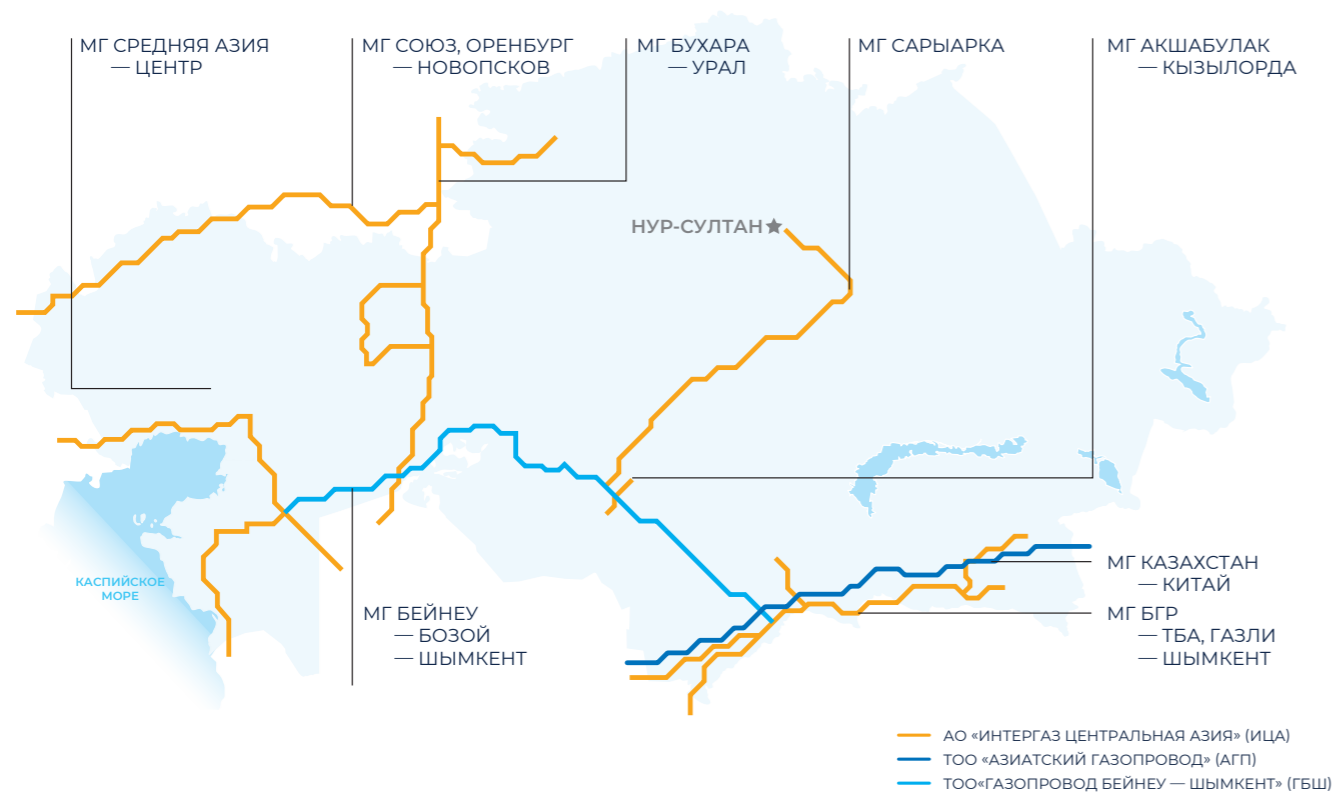 МГ СРЕДНЯЯ АЗИЯ
— ЦЕНТР
МГ СОЮЗ, ОРЕНБУРГ
— НОВОПСКОВ
МГ БУХАРА
— УРАЛ
МГ САРЫАРКА
МГ АКШАБУЛАК
— КЫЗЫЛОРДА
НУР-СУЛТАН
КАСПИЙСКОЕ
МОРЕ
МГ БЕЙНЕУ
— БОЗОЙ
— ШЫМКЕНТ
МГ КАЗАХСТАН
— КИТАЙ
МГ БГР
— ТБА, ГАЗЛИ
— ШЫМКЕНТ
АО «ИНТЕРГАЗ ЦЕНТРАЛЬНАЯ АЗИЯ» (ИЦА)
ТОО «АЗИАТСКИЙ ГАЗОПРОВОД» (АГП)
ТОО«ГАЗОПРОВОД БЕЙНЕУ — ШЫМКЕНТ» (ГБШ)